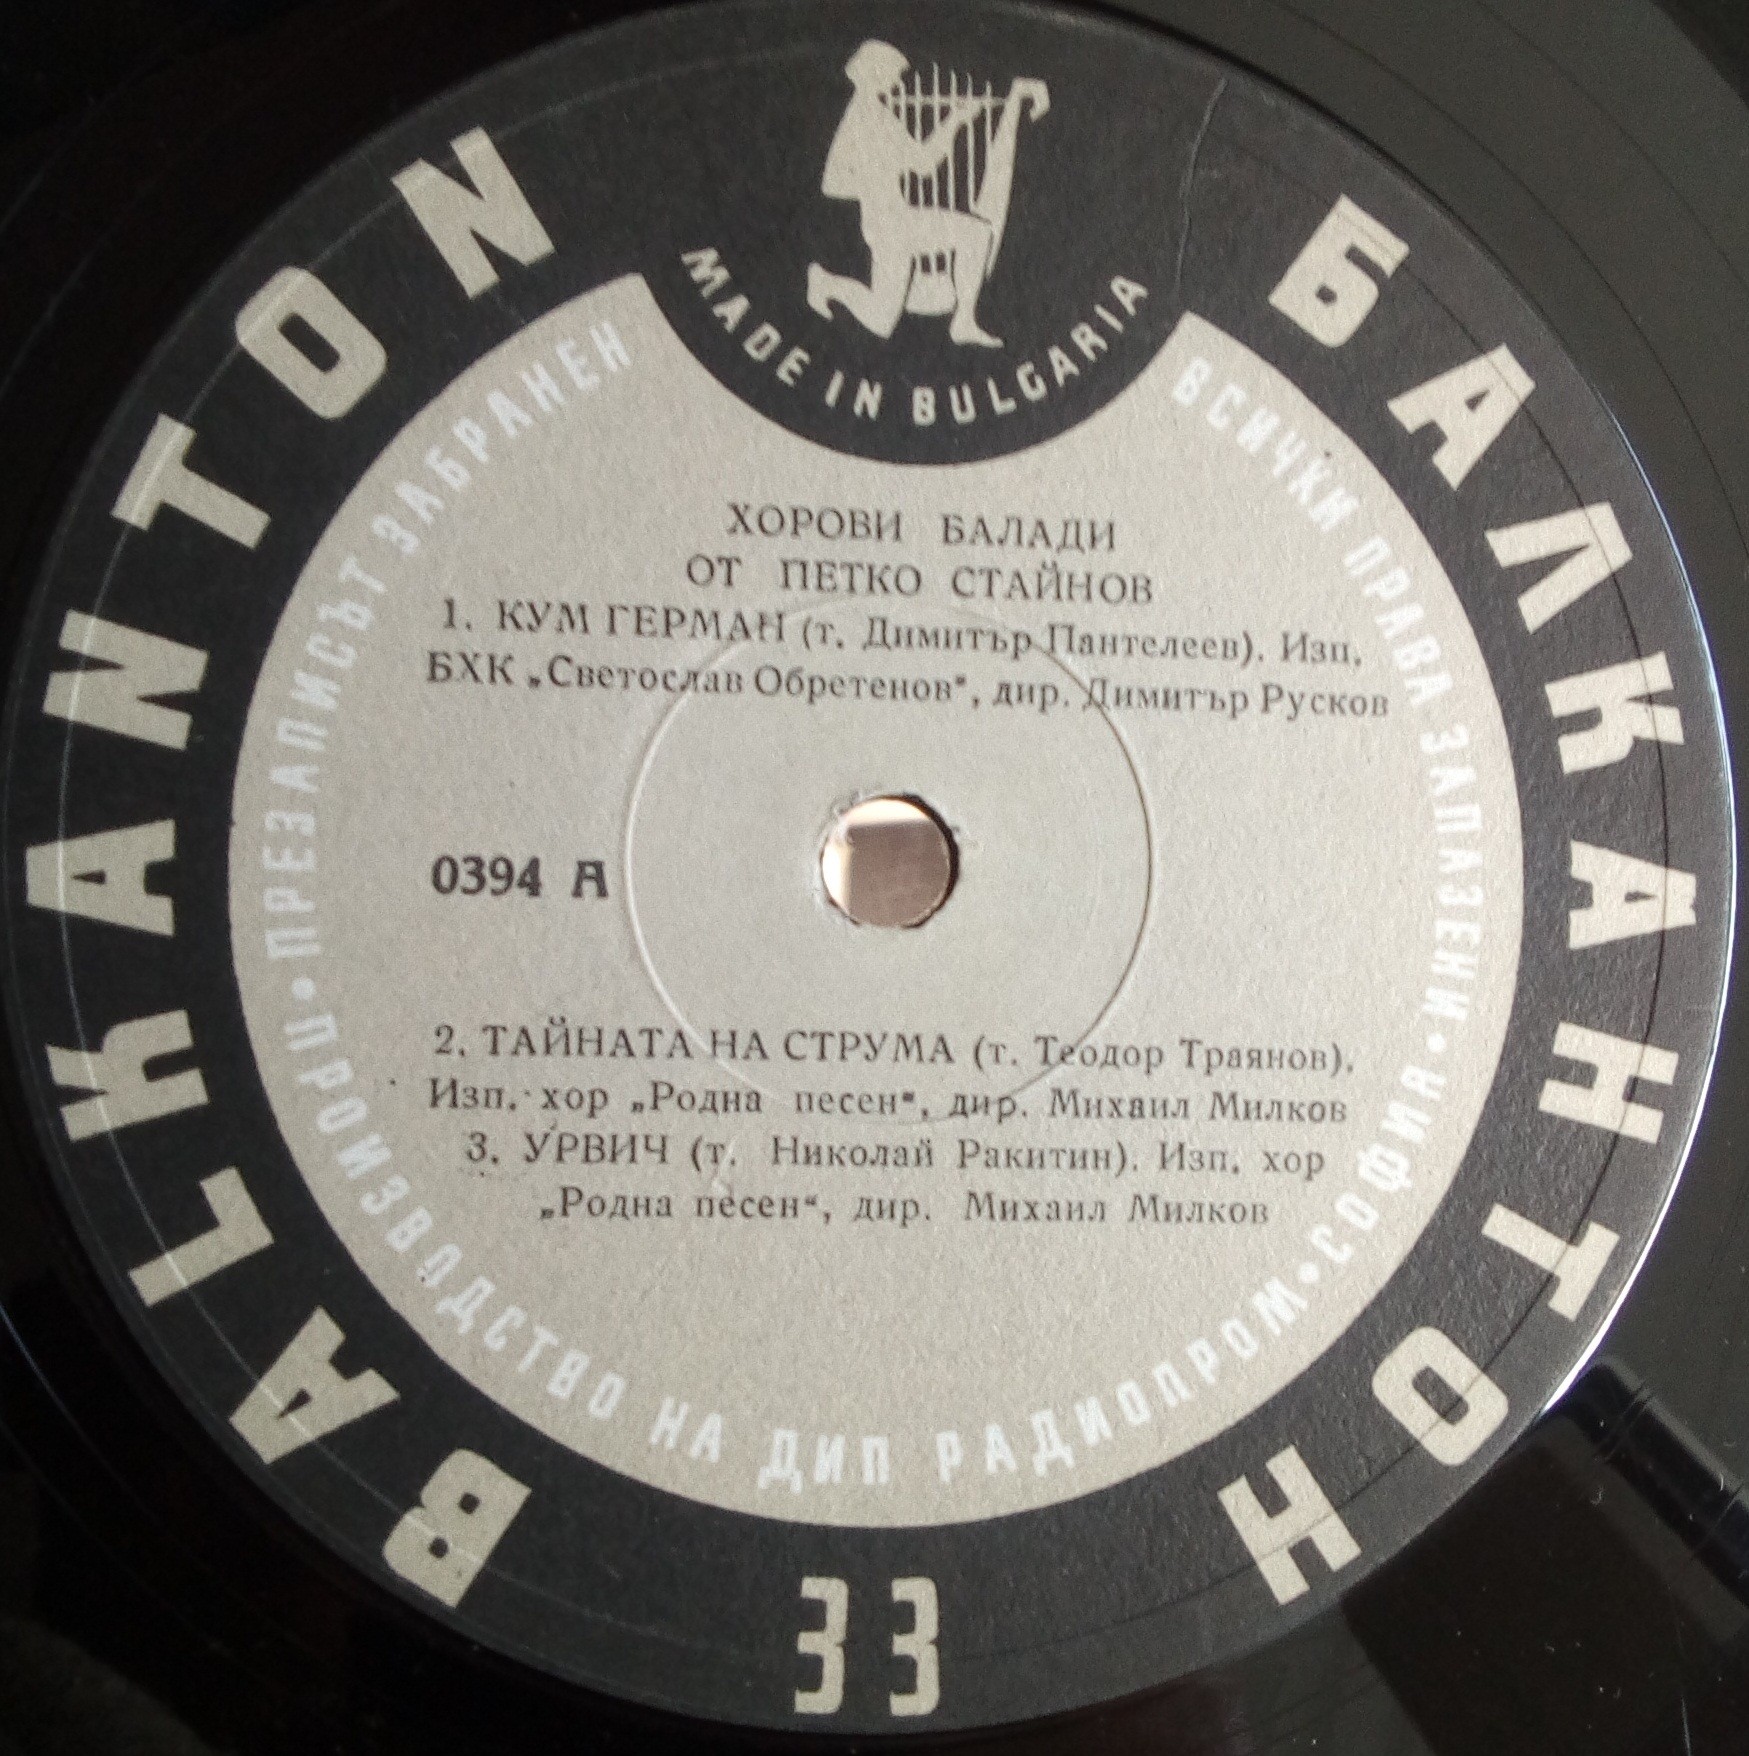 BALKANTON
БАЛКАНТОН
MADE IN BULGARIA
ПРОИЗВОДСТВО НА ДИП РАДИОПРОМ • СОФИЯ • ПРЕЗАПИСЪТ ЗАБРАНЕН
ВСИЧКИ ПРАВА ЗАПАЗЕНИ
ХОРОВИ БАЛАДИ
ОТ ПЕТКО СТАЙНОВ
1. КУМ ГЕРМАН (т. Димитър Пантелеев). Изп.
БХК „Светослав Обретенов“, дир. Димитър Русков
0394 А
2. ТАЙНАТА НА СТРУМА (т. Теодор Траянов).
Изп. хор „Родна песен“, дир. Михаил Милков
3. УРВИЧ (т. Николай Ракитин). Изп. хор
„Родна песен“, дир. Михаил Милков
33